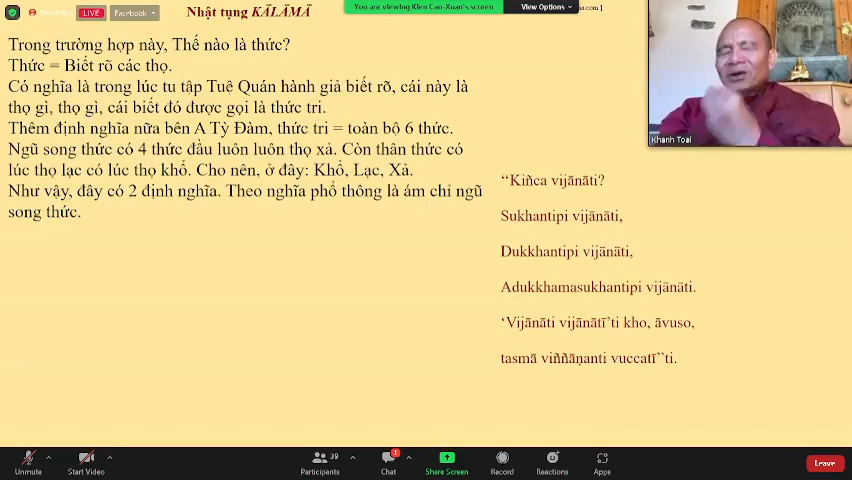 Recording
LIVE
Facebook
Nhật tụng KĀLĀMĀ
You are viewing Kien Cao-Xuan's screen
View Options
.com ]
Trong trường hợp này, Thế nào là thức?
Thức = Biết rõ các thọ.
Có nghĩa là trong lúc tu tập Tuệ Quán hành giả biết rõ, cái này là
thọ gì, thọ gì, cái biết đó được gọi là thức tri.
Thêm định nghĩa nữa bên A Tỳ Đàm, thức tri = toàn bộ 6 thức.
Ngũ song thức có 4 thức đầu luôn luôn thọ xả. Còn thân thức có
lúc thọ lạc có lúc thọ khổ. Cho nên, ở đây: Khổ, Lạc, Xả.
Như vậy, đây có 2 định nghĩa. Theo nghĩa phổ thông là ám chỉ ngũ
song thức.
Khanh Toai
‘‘Kiñca vijānāti?
Sukhantipi vijānāti,
Dukkhantipi vijānāti,
Adukkhamasukhantipi vijānāti.
‘Vijānāti vijānātī’ti kho, āvuso,
tasmā viññāṇanti vuccatī’’ti.
Unmute
Start Video
39
Participants
1
Chat
Share Screen
Record
Reactions
Apps
Leave